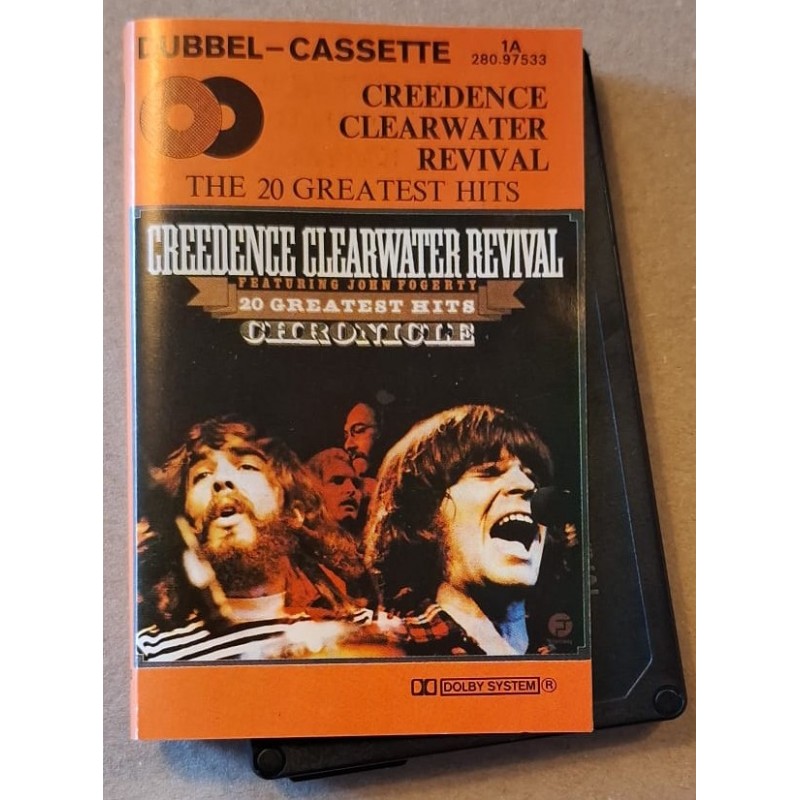 DUBBEL-CASSETTE
1A
280.97533
CREEDENCE
CLEARWATER
REVIVAL
THE 20 GREATEST HITS
CREEDENCE CLEARWATER REVIVAL
FEATURING JOHN FOGERTY
20 GREATEST HITS
CHRONICLE
DOLBY SYSTEM ®